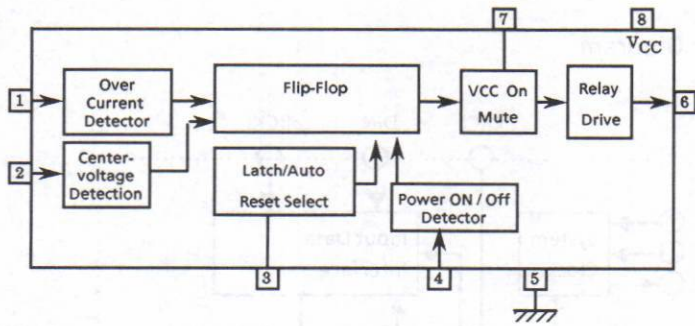 7
8
VCC
1
Over
Current
Detector
Flip-Flop
VCC On
Mute
Relay
Drive
6
2
Center-
voltage
Detection
Latch/Auto
Reset Select
Power ON / Off
Detector
3
4
5